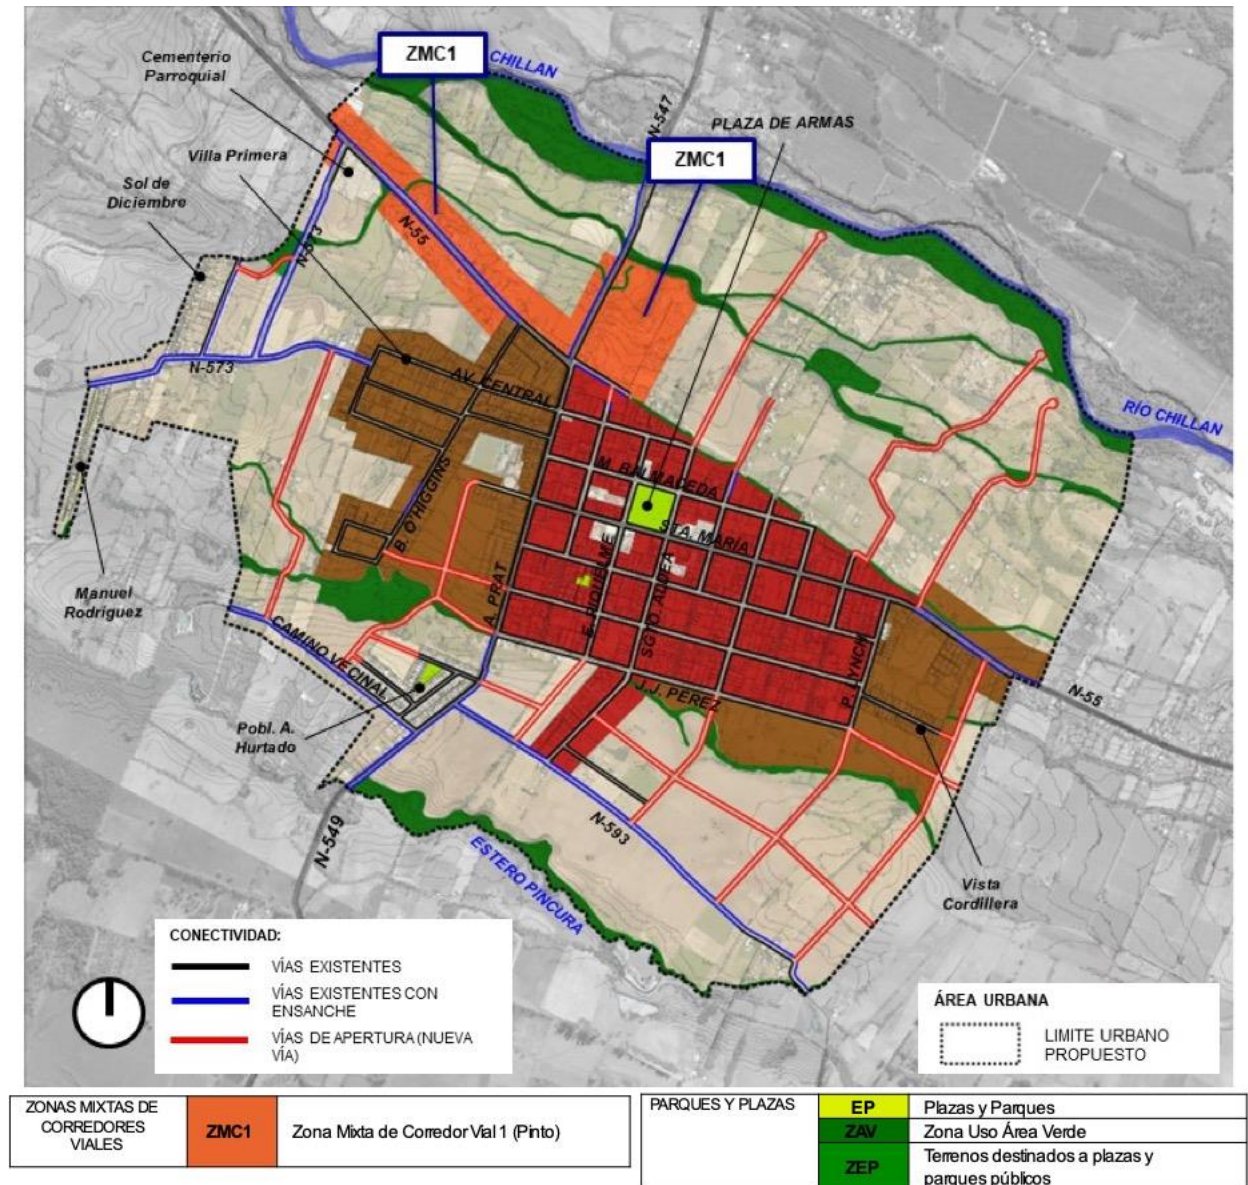 ZMC1
CHILLAN
Cementerio
Parroquial
N-547
PLAZA DE ARMAS
ZMC1
Villa Primera
Sol de
Diciembre
N-55
N-573
N-573
AV. CENTRAL
RÍO CHILLAN
M. BALMACEDA
B. O'HIGGINS
STA. MARÍA
Manuel
Rodriguez
A. PRAT
E. RIQUELME
SG. O. ALDEA
CAMINO VECINAL
P. LYNCH
J.J. PEREZ
N-55
Pobl. A.
Hurtado
N-593
N-549
ESTERO PINCURA
Vista
Cordillera
CONECTIVIDAD:
VÍAS EXISTENTES
VÍAS EXISTENTES CON
ENSANCHE
VÍAS DE APERTURA (NUEVA
VÍA)
ÁREA URBANA
LIMITE URBANO
PROPUESTO
ZONAS MIXTAS DE
CORREDORES
VIALES
ZMC1
Zona Mixta de Corredor Vial 1 (Pinto)
PARQUES Y PLAZAS
EP
Plazas y Parques
ZAV
Zona Uso Área Verde
ZEP
Terrenos destinados a plazas y
parques públicos